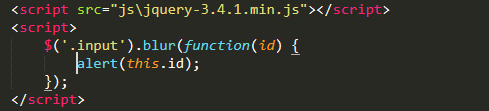 <script src="js\jquery-3.4.1.min.js"></script>
<script>
    $('.input').blur(function(id) {
        alert(this.id);
    });
</script>